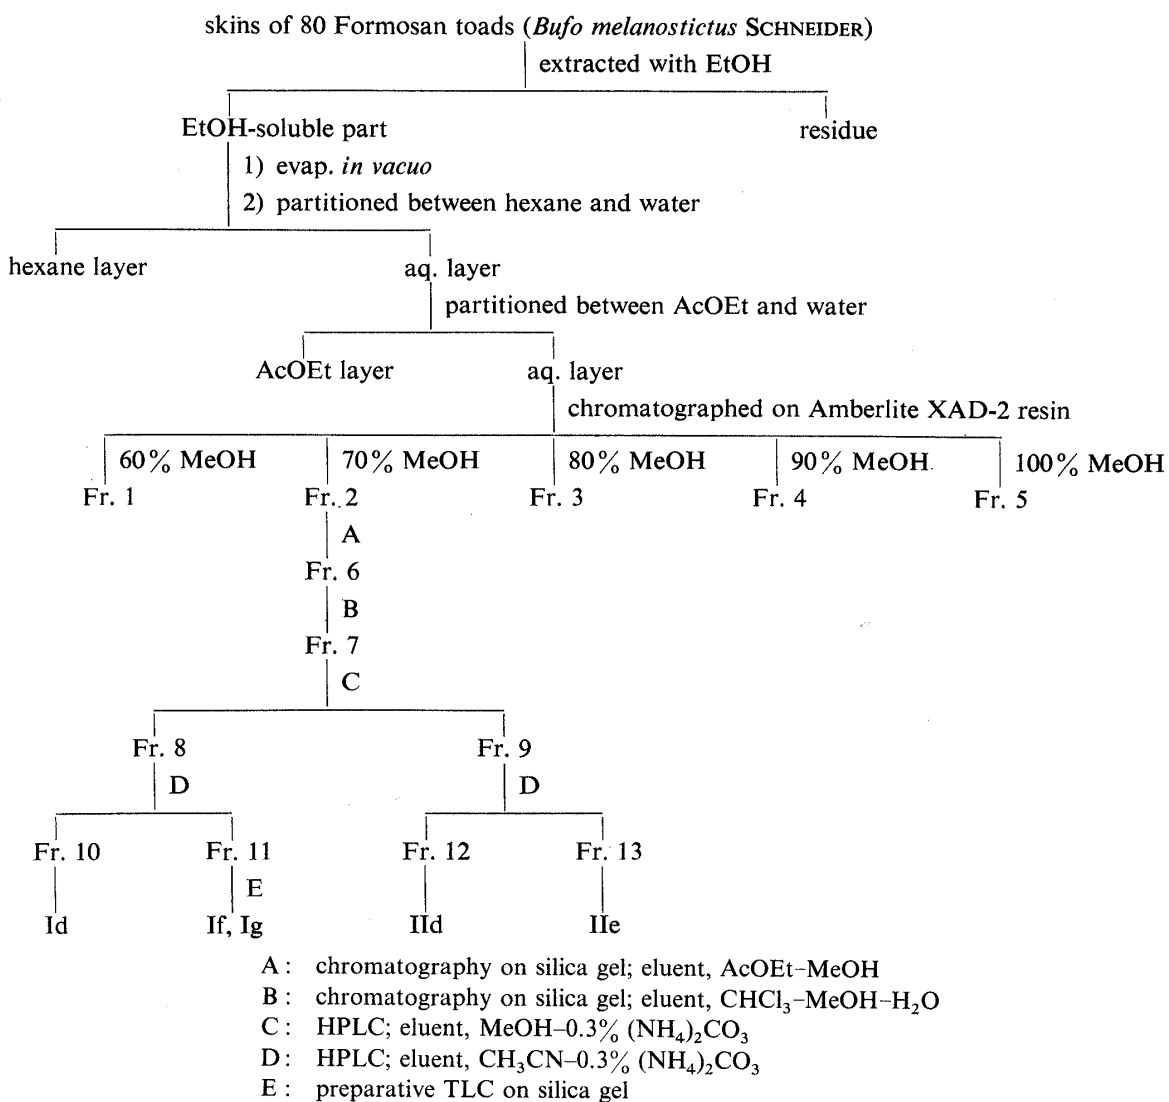 skins of 80 Formosan toads (Bufo melanostictus SCHNEIDER)
extracted with EtOH
EtOH-soluble part residue
1) evap. in vacuo
2) partitioned between hexane and water
hexane layer aq. layer
partitioned between AcOEt and water
AcOEt layer aq. layer
chromatographed on Amberlite XAD-2 resin
60% MeOH 70% MeOH 80% MeOH 90% MeOH 100% MeOH
Fr. 1 Fr. 2 Fr. 3 Fr. 4 Fr. 5
A
Fr. 6
B
Fr. 7
C
Fr. 8 Fr. 9
D D
Fr. 10 Fr. 11 Fr. 12 Fr. 13
E
Id If, Ig IId IIe
A: chromatography on silica gel; eluent, AcOEt–MeOH
B: chromatography on silica gel; eluent, CHCl₃–MeOH–H₂O
C: HPLC; eluent, MeOH–0.3% (NH₄)₂CO₃
D: HPLC; eluent, CH₃CN–0.3% (NH₄)₂CO₃
E: preparative TLC on silica gel